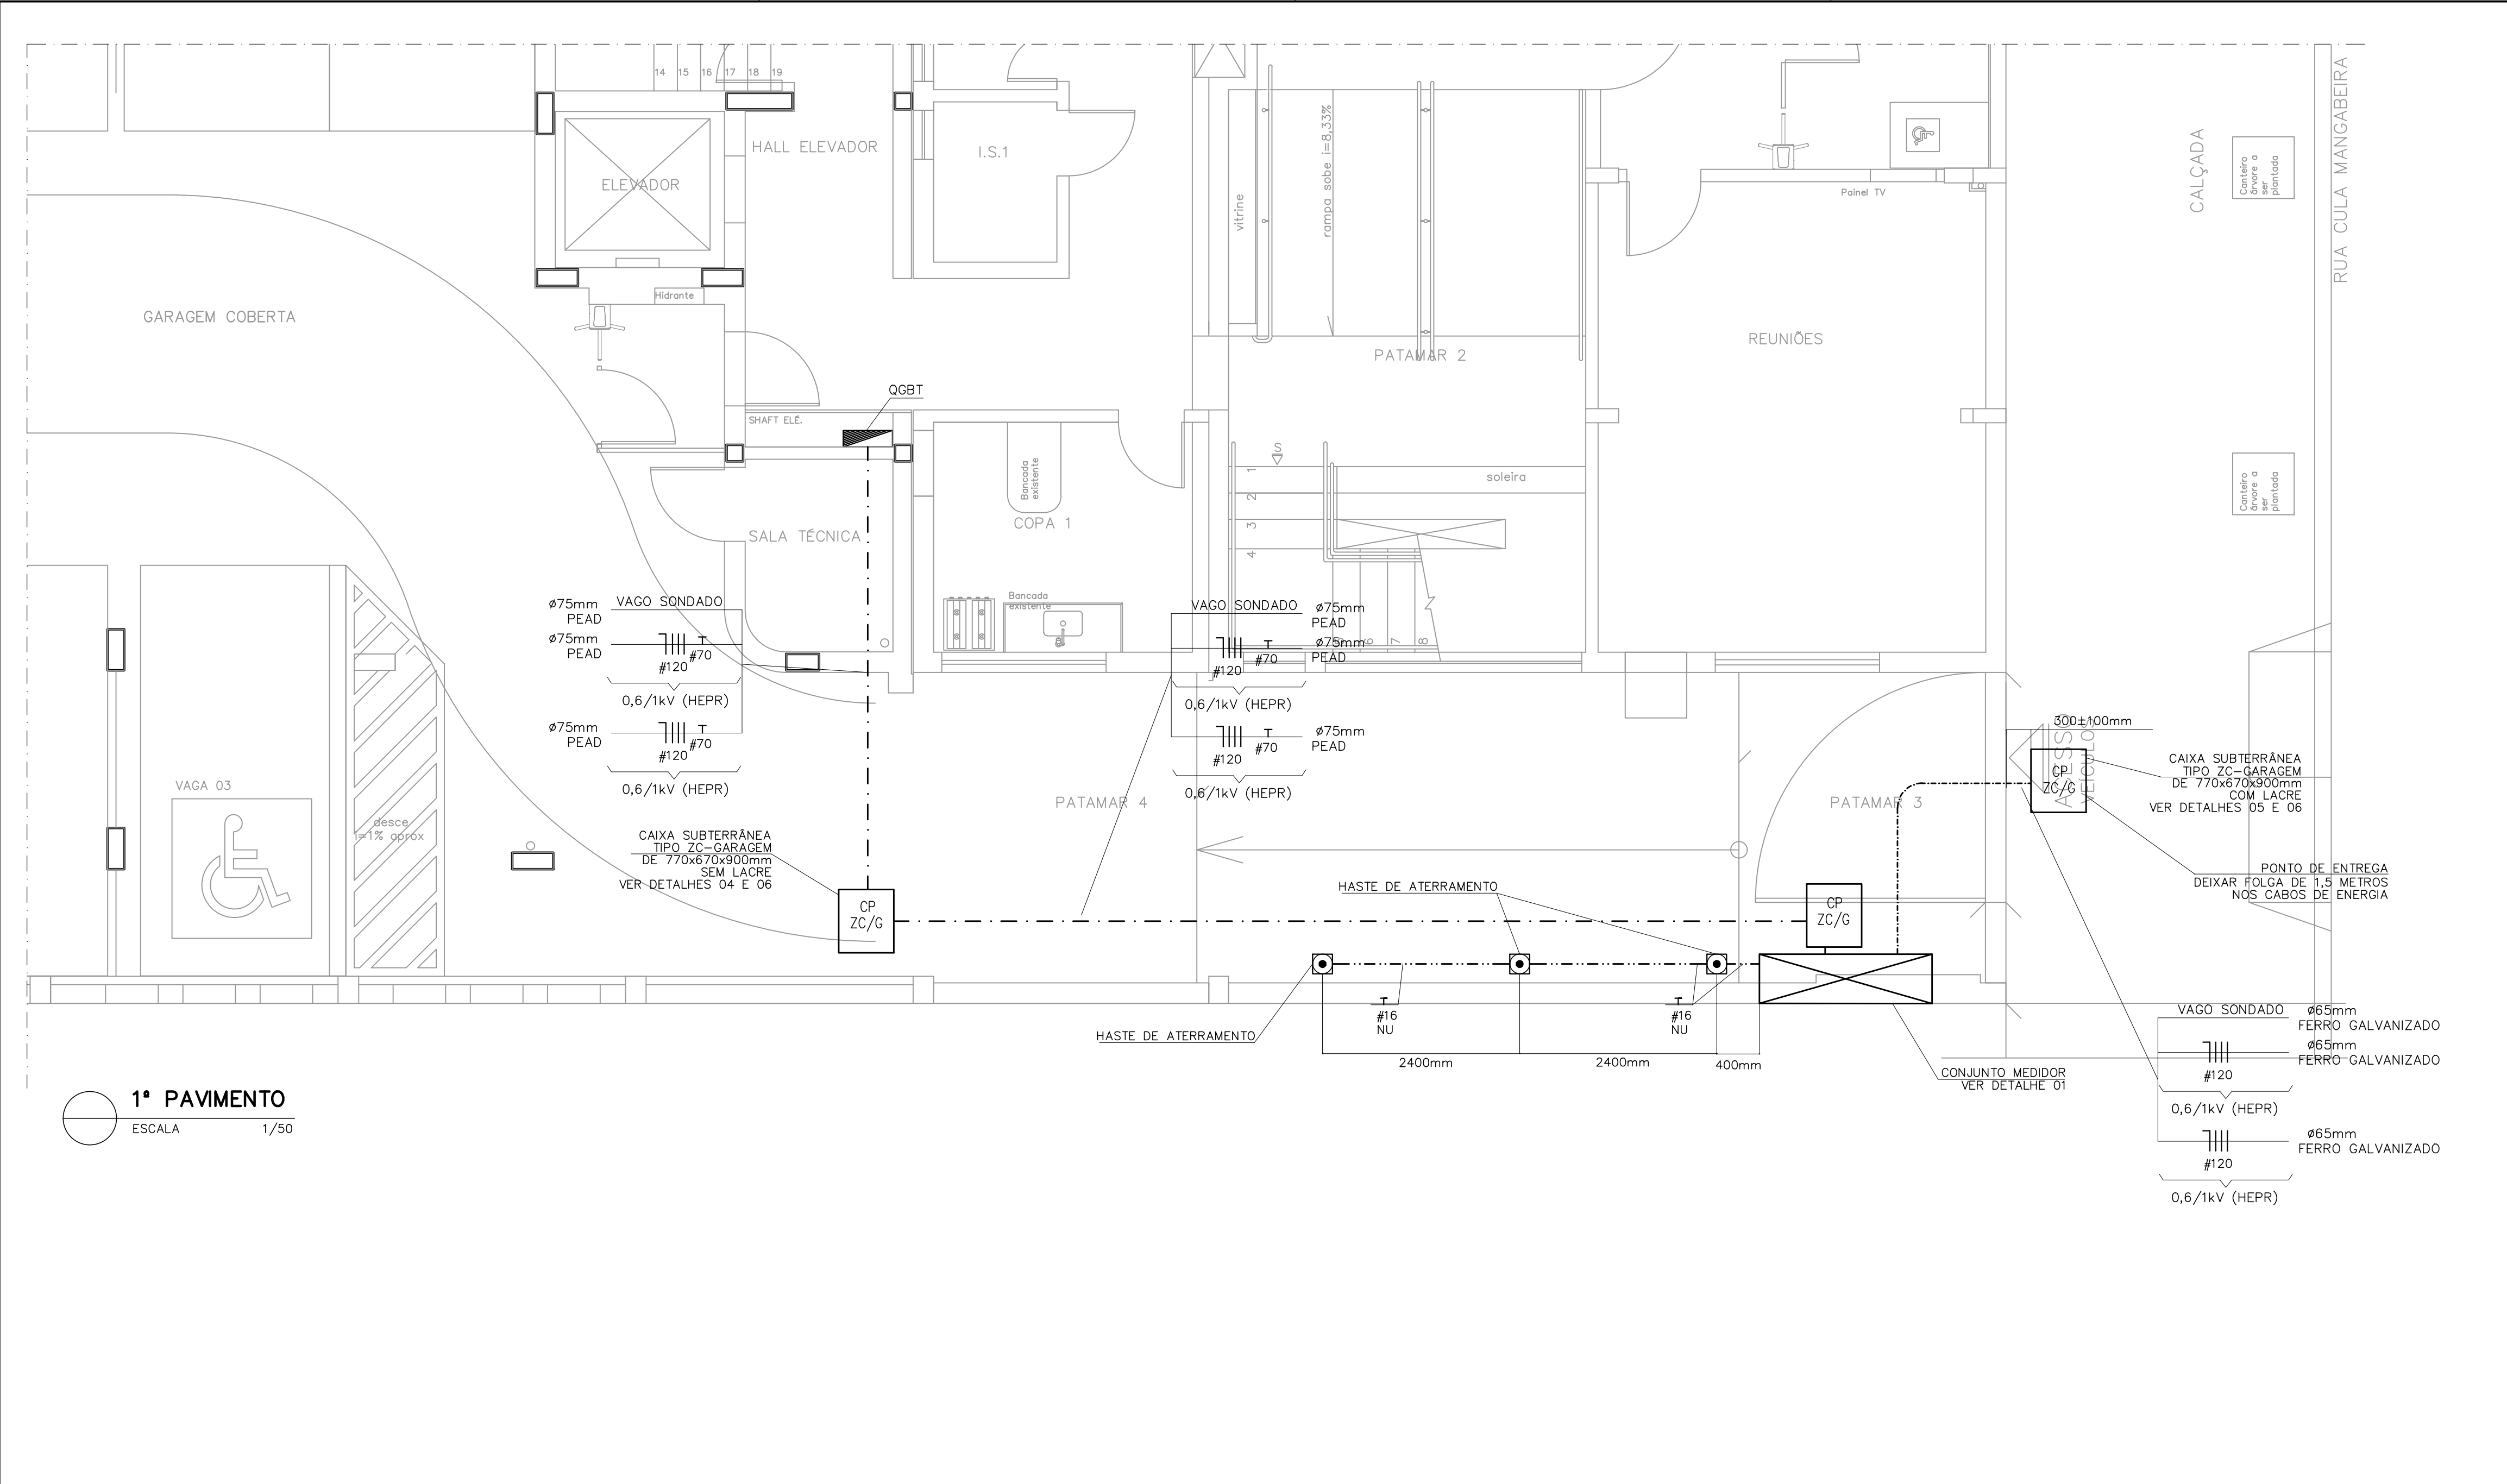 14 15 16 17 18 19
HALL ELEVADOR
ELEVADOR
I.S.1
Hidrante
GARAGEM COBERTA
QGBT
SHAFT ELÉ.
SALA TÉCNICA
Bancada
existente
COPA 1
Bancada
existente
vitrine
rampa sobe i=8,33%
PATAMAR 2
S
soleira
1
2
3
4
6
7
8
Painel TV
REUNIÕES
CALÇADA
Canteiro
árvore a
ser
plantada
Canteiro
árvore a
ser
plantada
RUA CULA MANGABEIRA
ø75mm
PEAD
VAGO SONDADO
ø75mm
PEAD
#120
#70
0,6/1kV (HEPR)
ø75mm
PEAD
#120
#70
0,6/1kV (HEPR)
VAGO SONDADO
ø75mm
PEAD
#120
#70
ø75mm
PEAD
0,6/1kV (HEPR)
#120
#70
ø75mm
PEAD
0,6/1kV (HEPR)
VAGA 03
desce
i=1% aprox
CAIXA SUBTERRÂNEA
TIPO ZC-GARAGEM
DE 770x670x900mm
SEM LACRE
VER DETALHES 04 E 06
CP
ZC/G
PATAMAR 4
PATAMAR 3
300±100mm
ACESSO
VEÍCULOS
CP
ZC/G
CAIXA SUBTERRÂNEA
TIPO ZC-GARAGEM
DE 770x670x900mm
COM LACRE
VER DETALHES 05 E 06
PONTO DE ENTREGA
DEIXAR FOLGA DE 1,5 METROS
NOS CABOS DE ENERGIA
HASTE DE ATERRAMENTO
CP
ZC/G
#16
NU
#16
NU
HASTE DE ATERRAMENTO
2400mm
2400mm
400mm
CONJUNTO MEDIDOR
VER DETALHE 01
VAGO SONDADO
ø65mm
FERRO GALVANIZADO
ø65mm
FERRO GALVANIZADO
#120
0,6/1kV (HEPR)
ø65mm
FERRO GALVANIZADO
#120
0,6/1kV (HEPR)
1ª PAVIMENTO
ESCALA 1/50